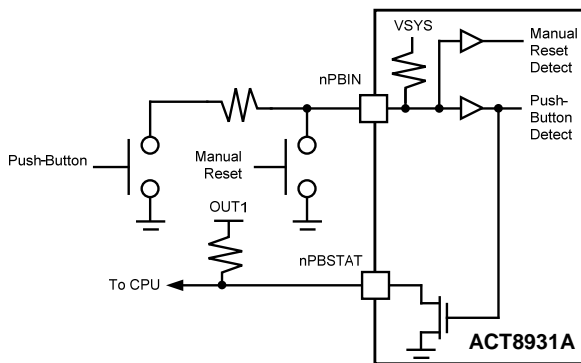 VSYS
Manual
Reset
Detect
nPBIN
Push-
Button
Detect
Push-Button
Manual
Reset
OUT1
nPBSTAT
To CPU
ACT8931A